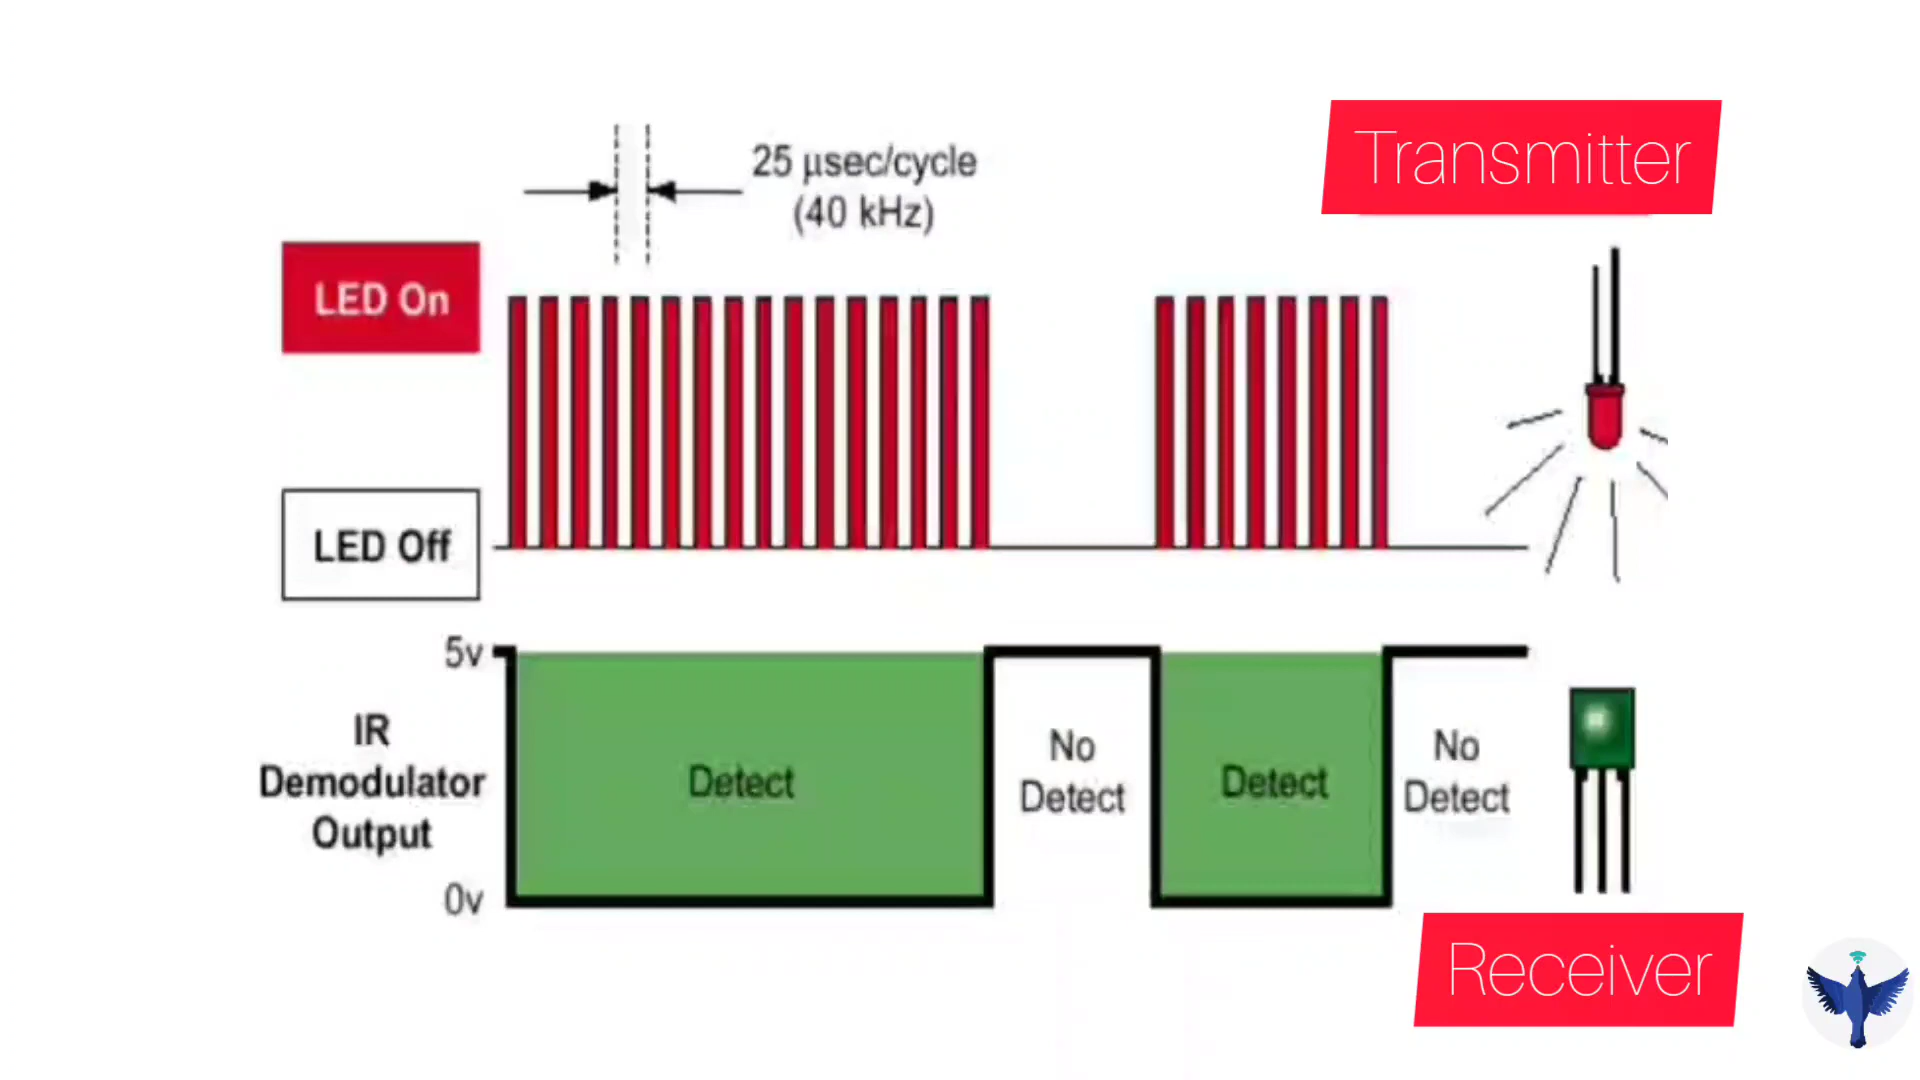 Transmitter
25 μsec/cycle
(40 kHz)
LED On
LED Off
5v
IR
Demodulator
Output
0v
Detect
No
Detect
Detect
No
Detect
Receiver